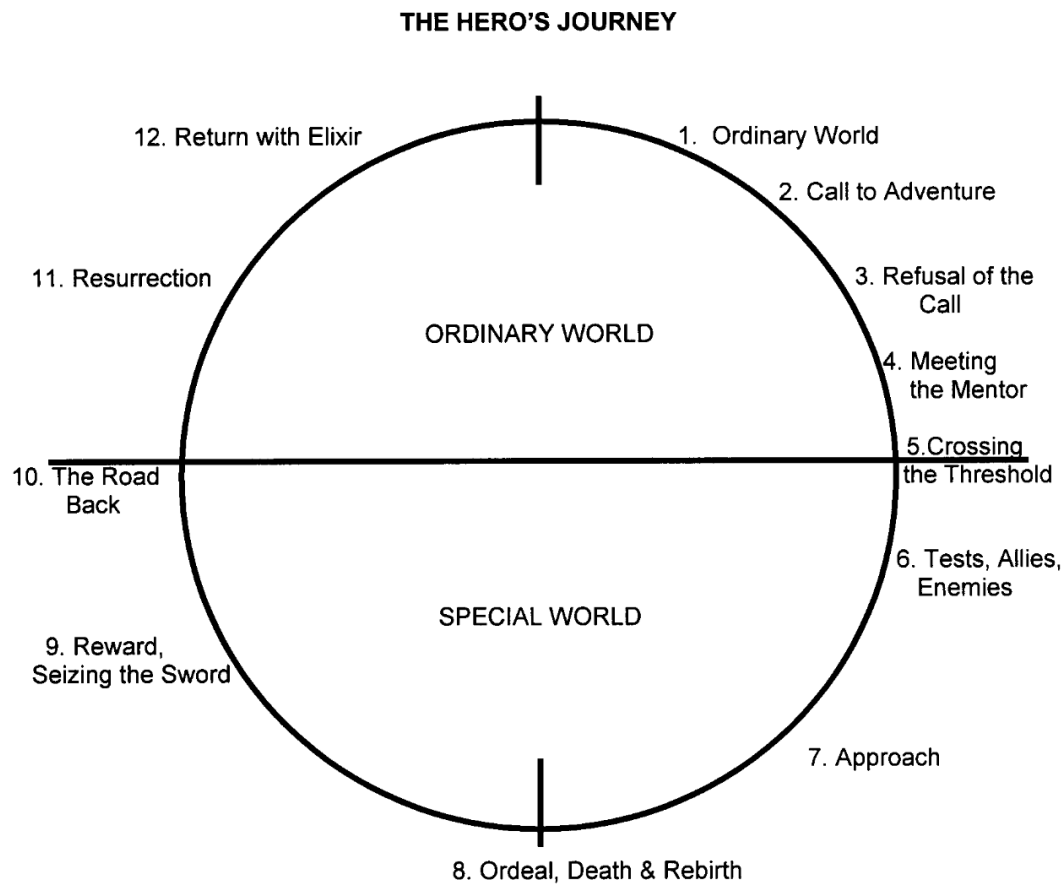 THE HERO'S JOURNEY
12. Return with Elixir
1. Ordinary World
2. Call to Adventure
11. Resurrection
3. Refusal of the
Call
ORDINARY WORLD
4. Meeting
the Mentor
5.Crossing
the Threshold
10. The Road
Back
6. Tests, Allies,
Enemies
SPECIAL WORLD
9. Reward,
Seizing the Sword
7. Approach
8. Ordeal, Death & Rebirth